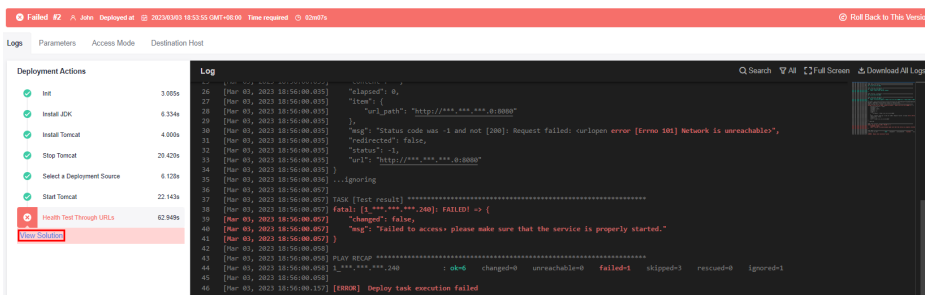 Failed #2 John Deployed at 2023/03/03 18:53:55 GMT+08:00 Time required 02m07s Roll Back to This Version
Logs Parameters Access Mode Destination Host
Deployment Actions
Init 3.055s
Install JDK 6.334s
Install Tomcat 4.000s
Stop Tomcat 20.420s
Select a Deployment Source 6.128s
Start Tomcat 22.143s
Health Test Through URLs 62.949s
View Solution
Log Search All Full Screen Download All Logs
26 [Mar 03, 2023 18:56:00.035] "elapsed": 0,
27 [Mar 03, 2023 18:56:00.035] "item": {
28 [Mar 03, 2023 18:56:00.035] "url_path": "http://***.***.***.0:8080"
29 [Mar 03, 2023 18:56:00.035] },
30 [Mar 03, 2023 18:56:00.035] "msg": "Status code was -1 and not [200]: Request failed: <urlopen error [Errno 101] Network is unreachable>",
31 [Mar 03, 2023 18:56:00.035] "redirected": false,
32 [Mar 03, 2023 18:56:00.035] "status": -1,
33 [Mar 03, 2023 18:56:00.035] "url": "http://***.***.***.0:8080"
34 [Mar 03, 2023 18:56:00.035] }
35 [Mar 03, 2023 18:56:00.036] ...ignoring
36 [Mar 03, 2023 18:56:00.057]
37 [Mar 03, 2023 18:56:00.057] TASK [Test result] **************************************************************
38 [Mar 03, 2023 18:56:00.057] fatal: [1_***.***.***.240]: FAILED! => {
39 [Mar 03, 2023 18:56:00.057] "changed": false,
40 [Mar 03, 2023 18:56:00.057] "msg": "Failed to access, please make sure that the service is properly started."
41 [Mar 03, 2023 18:56:00.057] }
42 [Mar 03, 2023 18:56:00.058]
43 [Mar 03, 2023 18:56:00.058] PLAY RECAP *********************************************************************
44 [Mar 03, 2023 18:56:00.058] 1_***.***.***.240 : ok=6 changed=0 unreachable=0 failed=1 skipped=3 rescued=0 ignored=1
45 [Mar 03, 2023 18:56:00.058]
46 [Mar 03, 2023 18:56:00.157] [ERROR] Deploy task execution failed